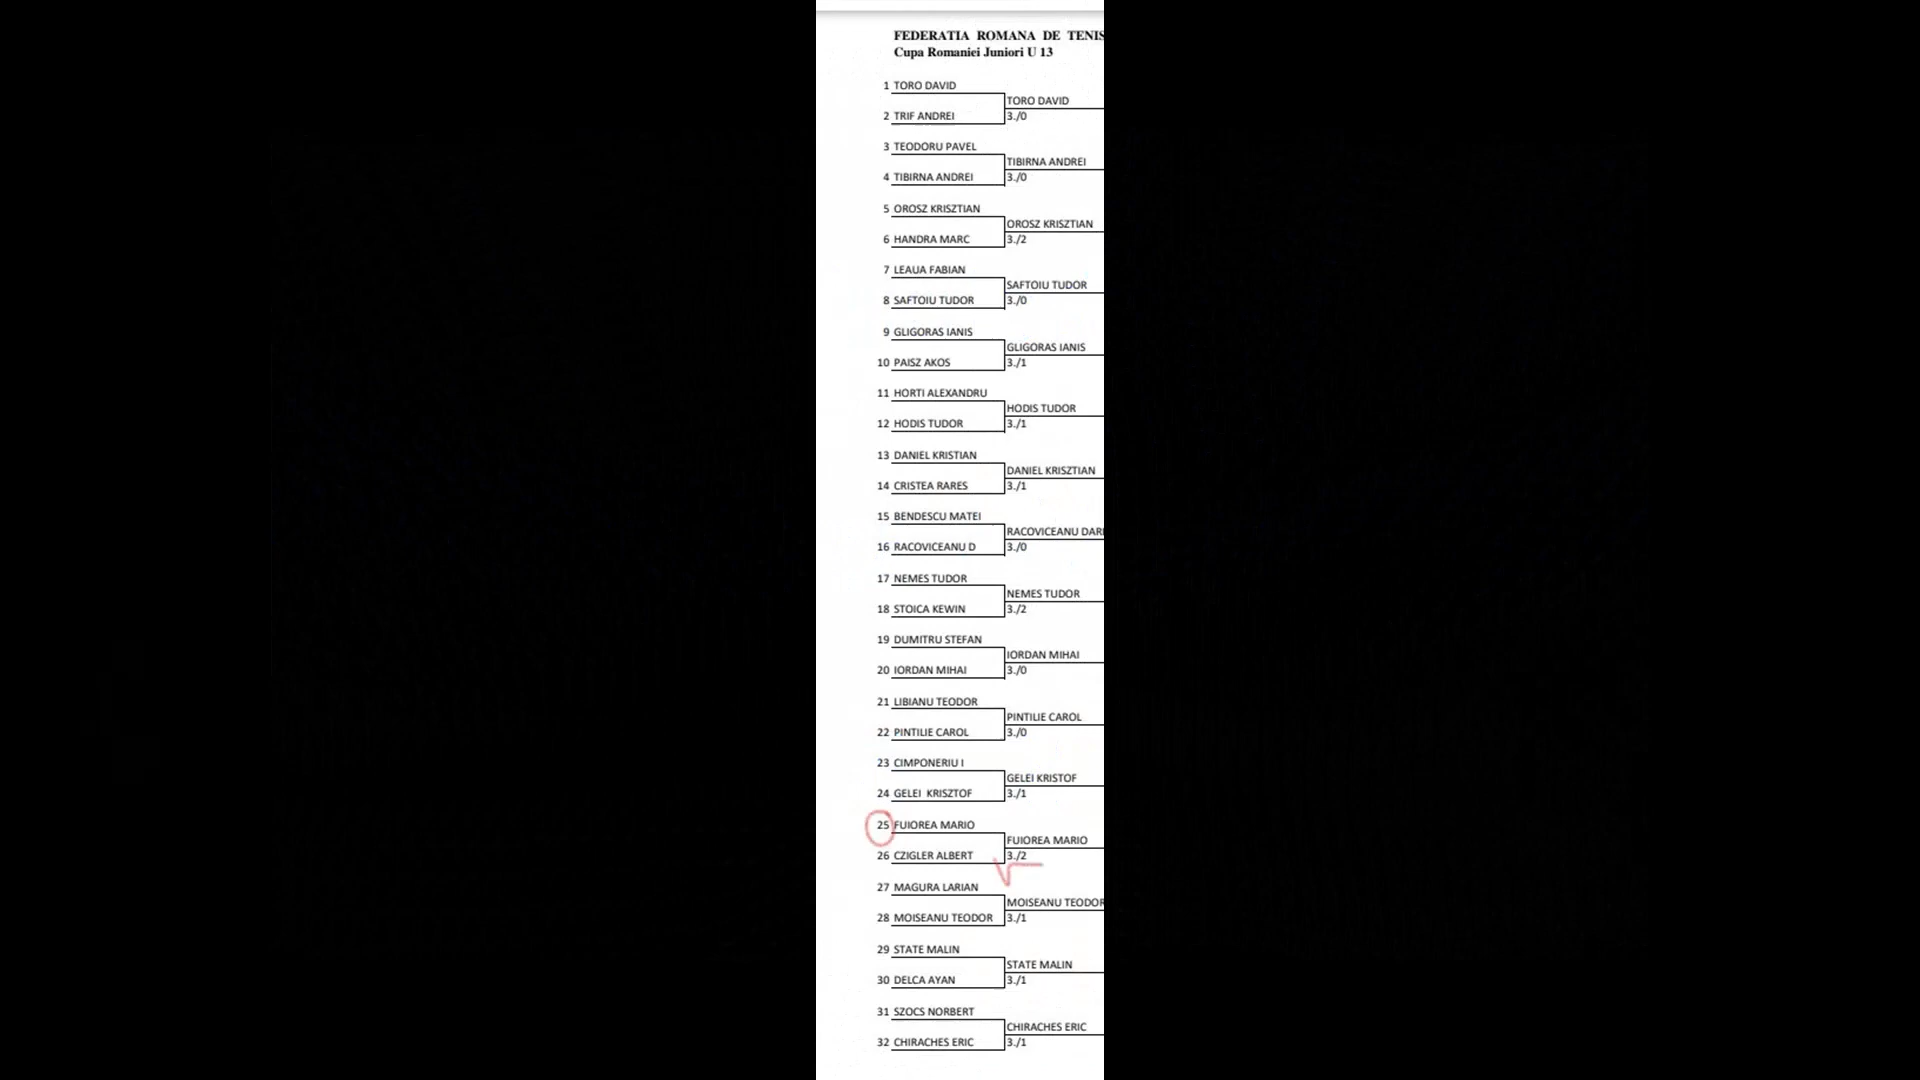 FEDERATIA ROMANA DE TENIS
Cupa Romaniei Juniori U 13
1 TORO DAVID
TORO DAVID
2 TRIF ANDREI
3./0
3 TEODORU PAVEL
TIBIRNA ANDREI
4 TIBIRNA ANDREI
3./0
5 OROSZ KRISZTIAN
OROSZ KRISZTIAN
6 HANDRA MARC
3./2
7 LEAUA FABIAN
SAFTOIU TUDOR
8 SAFTOIU TUDOR
3./0
9 GLIGORAS IANIS
GLIGORAS IANIS
10 PAISZ AKOS
3./1
11 HORTI ALEXANDRU
HODIS TUDOR
12 HODIS TUDOR
3./1
13 DANIEL KRISTIAN
DANIEL KRISZTIAN
14 CRISTEA RARES
3./1
15 BENDESCU MATEI
RACOVICEANU DARI
16 RACOVICEANU D
3./0
17 NEMES TUDOR
NEMES TUDOR
18 STOICA KEWIN
3./2
19 DUMITRU STEFAN
IORDAN MIHAI
20 IORDAN MIHAI
3./0
21 LIBIANU TEODOR
PINTILIE CAROL
22 PINTILIE CAROL
3./0
23 CIMPONERIU I
GELEI KRISTOF
24 GELEI KRISZTOF
3./1
25 FUIOREA MARIO
FUIOREA MARIO
26 CZIGLER ALBERT
3./2
27 MAGURA LARIAN
MOISEANU TEODOR
28 MOISEANU TEODOR
3./1
29 STATE MALIN
STATE MALIN
30 DELCA AYAN
3./1
31 SZOCS NORBERT
CHIRACHES ERIC
32 CHIRACHES ERIC
3./1